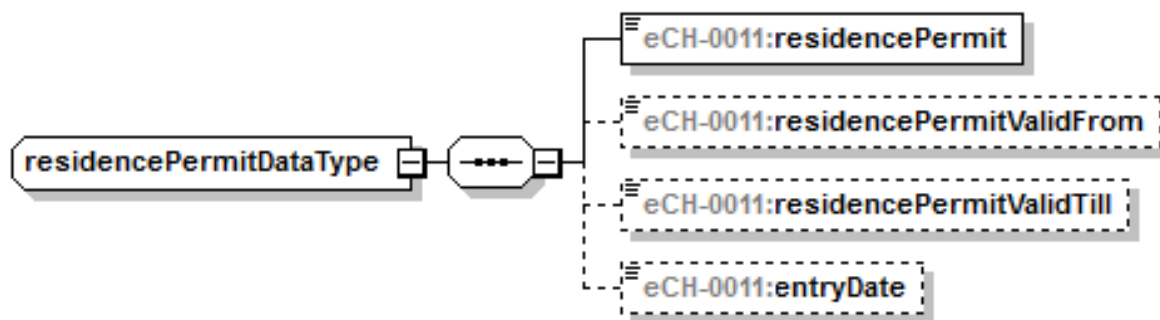 eCH-0011:residencePermit
eCH-0011:residencePermitValidFrom
residencePermitDataType
eCH-0011:residencePermitValidTill
eCH-0011:entryDate